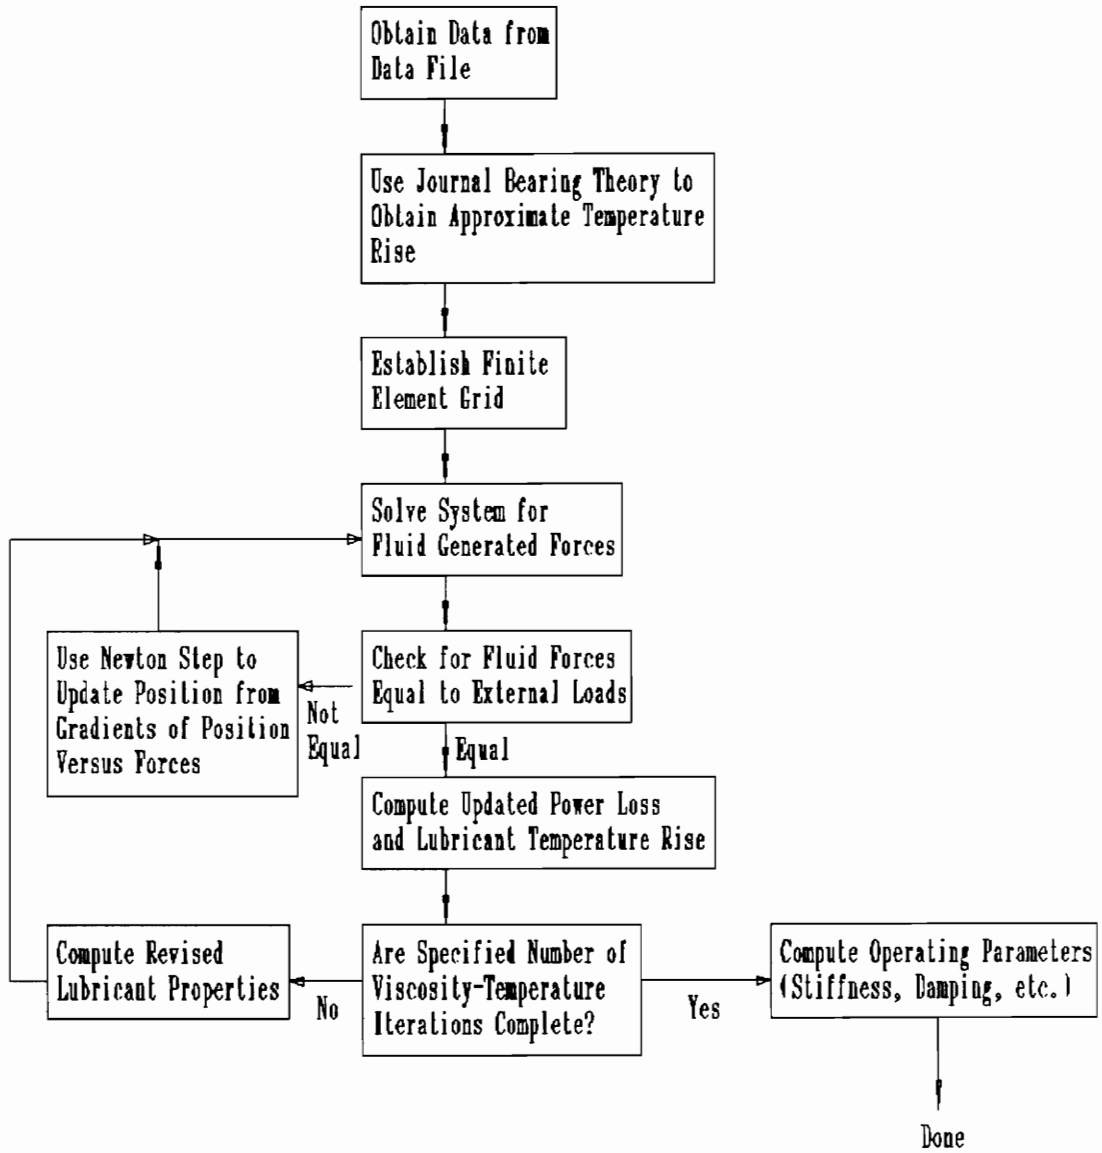 Obtain Data from
Data File
Use Journal Bearing Theory to
Obtain Approximate Temperature
Rise
Establish Finite
Element Grid
Solve System for
Fluid Generated Forces
Use Newton Step to
Update Position from
Gradients of Position
Versus Forces
Not
Equal
Check for Fluid Forces
Equal to External Loads
Equal
Compute Updated Power Loss
and Lubricant Temperature Rise
Compute Revised
Lubricant Properties
No
Are Specified Number of
Viscosity-Temperature
Iterations Complete?
Yes
Compute Operating Parameters
(Stiffness, Damping, etc.)
Done